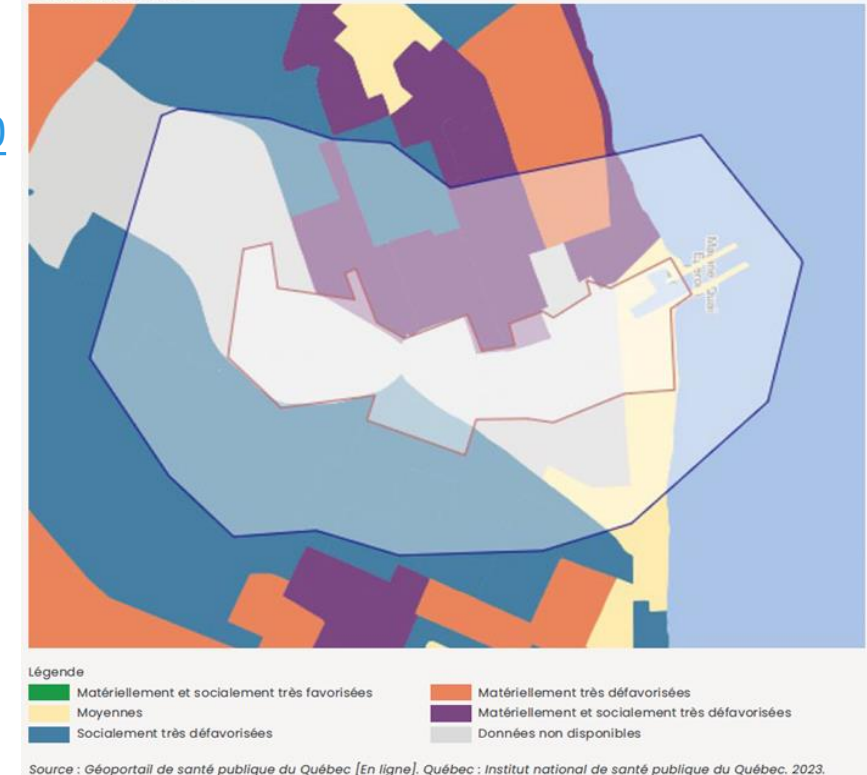 Légende
Matériellement et socialement très favorisées
Moyennes
Socialement très défavorisées
Matériellement très défavorisées
Matériellement et socialement très défavorisées
Données non disponibles
Source : Géoportail de santé publique du Québec [En ligne]. Québec : Institut national de santé publique du Québec. 2023.